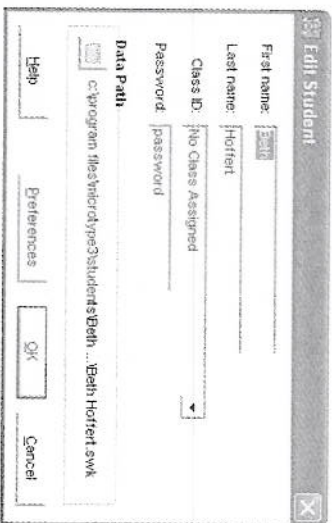 Edit Student
First name: Beth
Last name: Hoffert
Class ID: No Class Assigned
Password: password
Data Path
c:\program files\microtype3\students\Beth ...\Beth Hoffert.swk
Help Preferences OK Cancel